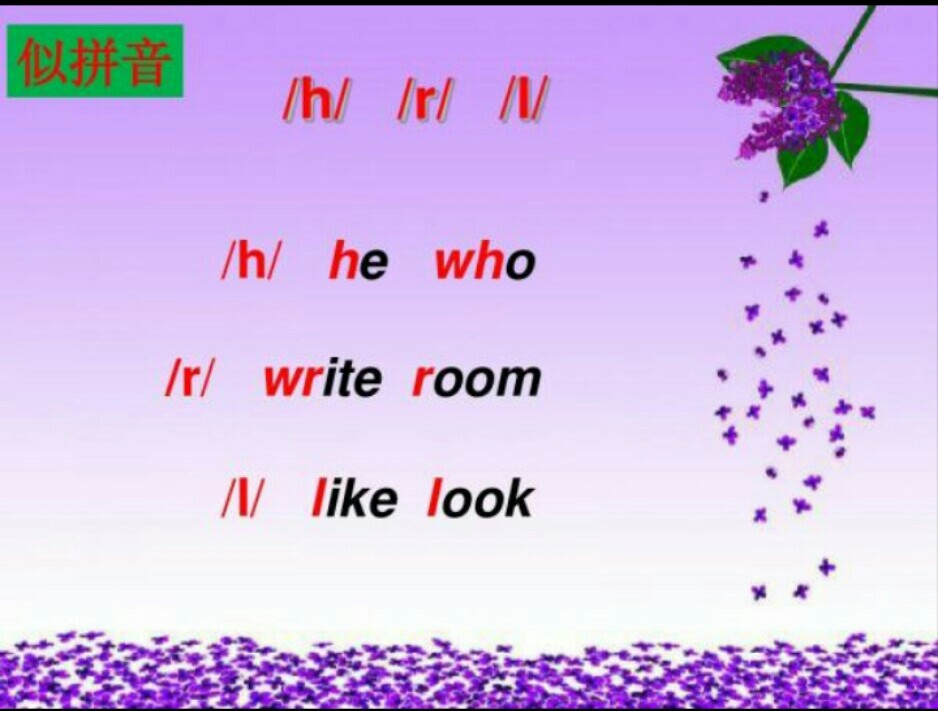 似拼音
/h/ /r/ /l/
/h/ he who
/r/ write room
/l/ like look